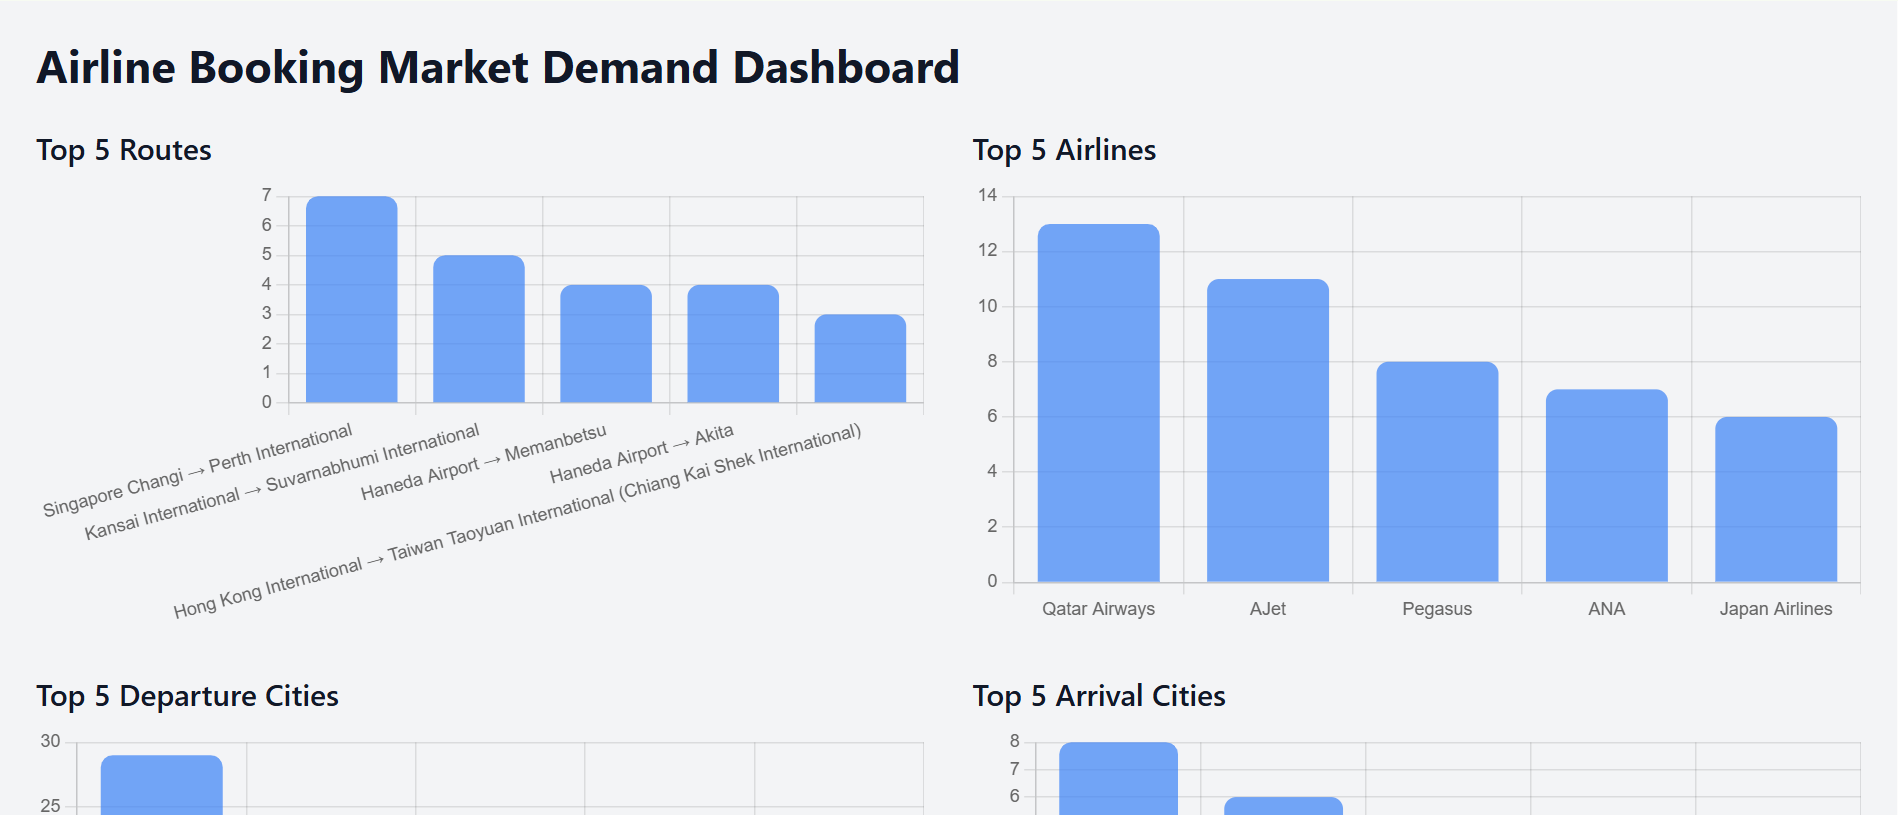 Airline Booking Market Demand Dashboard
Top 5 Routes
7
6
5
4
3
2
1
0
Singapore Changi → Perth International
Kansai International → Suvarnabhumi International
Haneda Airport → Memanbetsu
Haneda Airport → Akita
Hong Kong International → Taiwan Taoyuan International (Chiang Kai Shek International)
Top 5 Airlines
14
12
10
8
6
4
2
0
Qatar Airways AJet Pegasus ANA Japan Airlines
Top 5 Departure Cities
30
25
Top 5 Arrival Cities
8
7
6